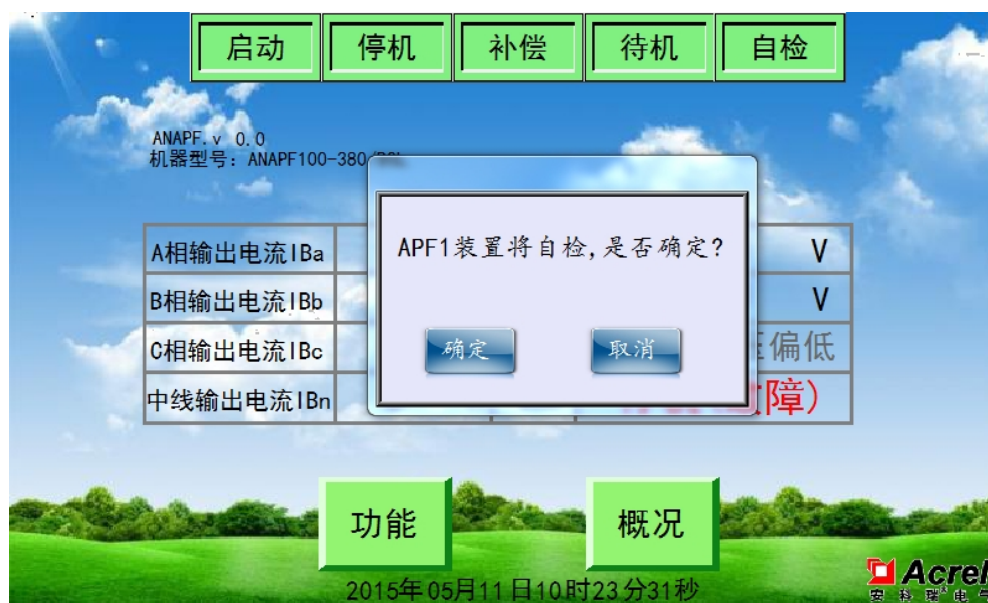 启动 停机 补偿 待机 自检
ANAPF.v 0.0
机器型号: ANAPF100-380
APF1装置将自检,是否确定?
确定 取消
A相输出电流IBa V
B相输出电流IBb V
C相输出电流IBc 偏低
中线输出电流IBn 障)
功能 概况
2015年05月11日10时23分31秒
Acrel
安科瑞电气